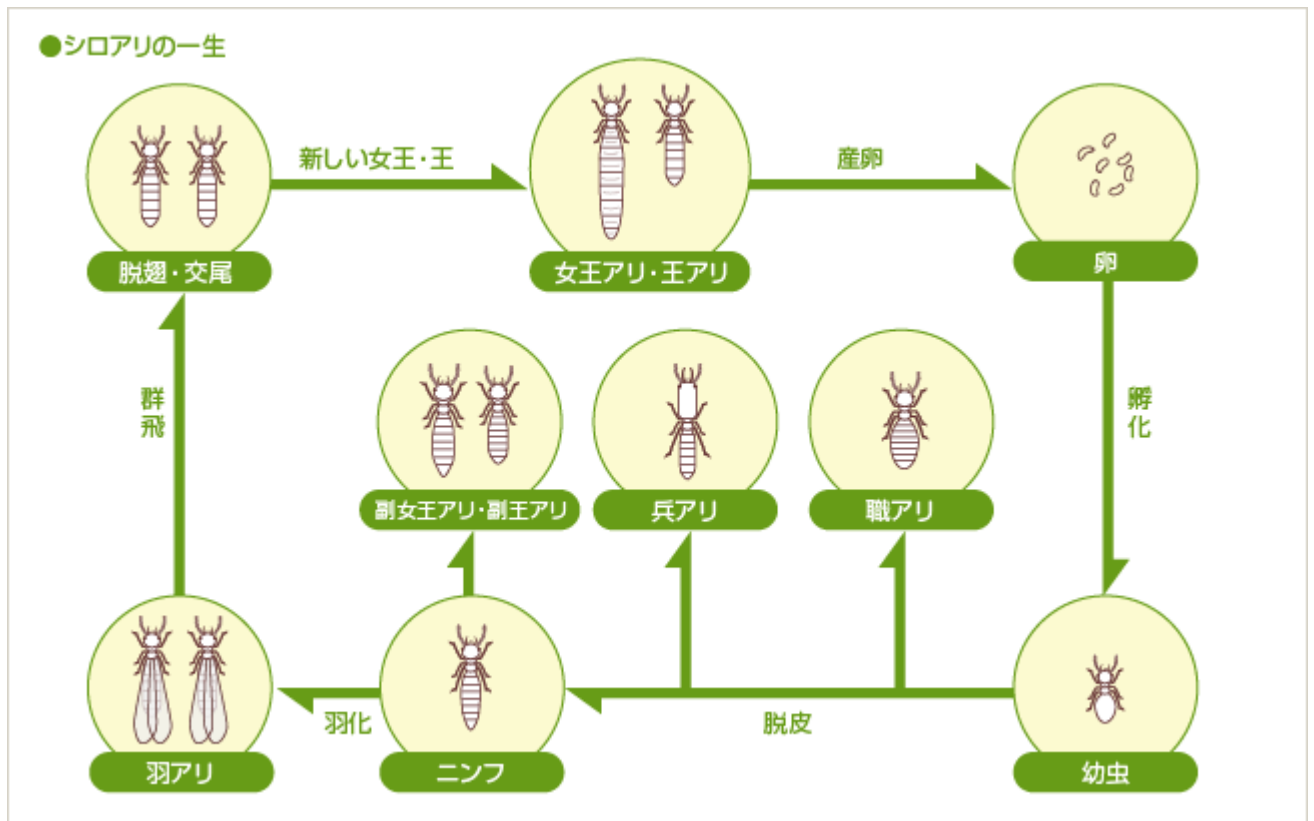 ●シロアリの一生
新しい女王・王
産卵
脱翅・交尾
女王アリ・王アリ
卵
群飛
孵化
副女王アリ・副王アリ
兵アリ
職アリ
羽化
脱皮
羽アリ
ニンフ
幼虫